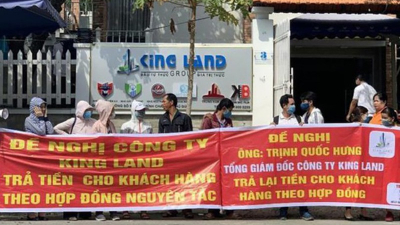 KING LAND
GROUP
ĐỀ NGHỊ CÔNG TY
KING LAND
TRẢ TIỀN CHO KHÁCH HÀNG
THEO HỢP ĐỒNG NGUYÊN TẮC
ĐỀ NGHỊ
ÔNG: TRỊNH QUỐC HƯNG
TỔNG GIÁM ĐỐC CÔNG TY KING LAND
TRẢ LẠI TIỀN CHO KHÁCH
HÀNG THEO HỢP ĐỒNG